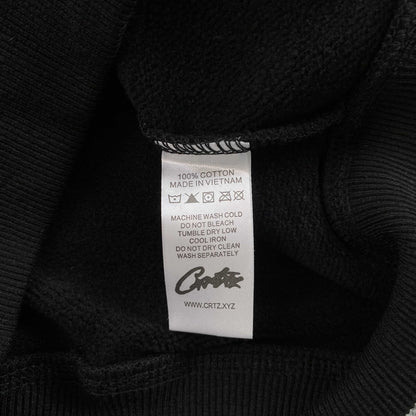 100% COTTON
MADE IN VIETNAM
MACHINE WASH COLD
DO NOT BLEACH
TUMBLE DRY LOW
COOL IRON
DO NOT DRY CLEAN
WASH SEPARATELY
Crtz
WWW.CRTZ.XYZ